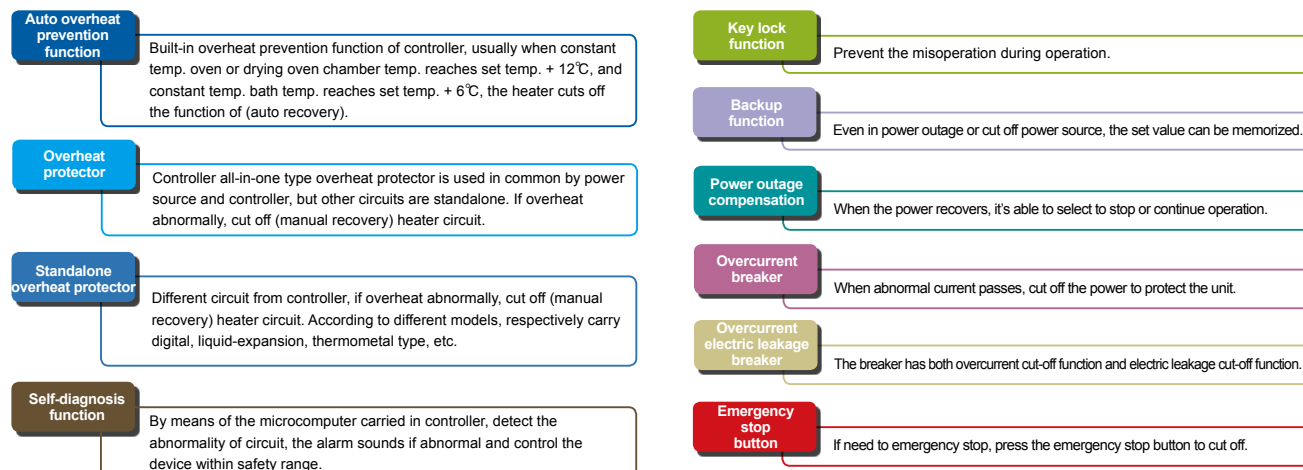 Auto overheat
prevention
function
Built-in overheat prevention function of controller, usually when constant
temp. oven or drying oven chamber temp. reaches set temp. + 12℃, and
constant temp. bath temp. reaches set temp. + 6℃, the heater cuts off
the function of (auto recovery).
Overheat
protector
Controller all-in-one type overheat protector is used in common by power
source and controller, but other circuits are standalone. If overheat
abnormally, cut off (manual recovery) heater circuit.
Standalone
overheat protector
Different circuit from controller, if overheat abnormally, cut off (manual
recovery) heater circuit. According to different models, respectively carry
digital, liquid-expansion, thermometal type, etc.
Self-diagnosis
function
By means of the microcomputer carried in controller, detect the
abnormality of circuit, the alarm sounds if abnormal and control the
device within safety range.
Key lock
function
Prevent the misoperation during operation.
Backup
function
Even in power outage or cut off power source, the set value can be memorized.
Power outage
compensation
When the power recovers, it's able to select to stop or continue operation.
Overcurrent
breaker
When abnormal current passes, cut off the power to protect the unit.
Overcurrent
electric leakage
breaker
The breaker has both overcurrent cut-off function and electric leakage cut-off function.
Emergency
stop
button
If need to emergency stop, press the emergency stop button to cut off.